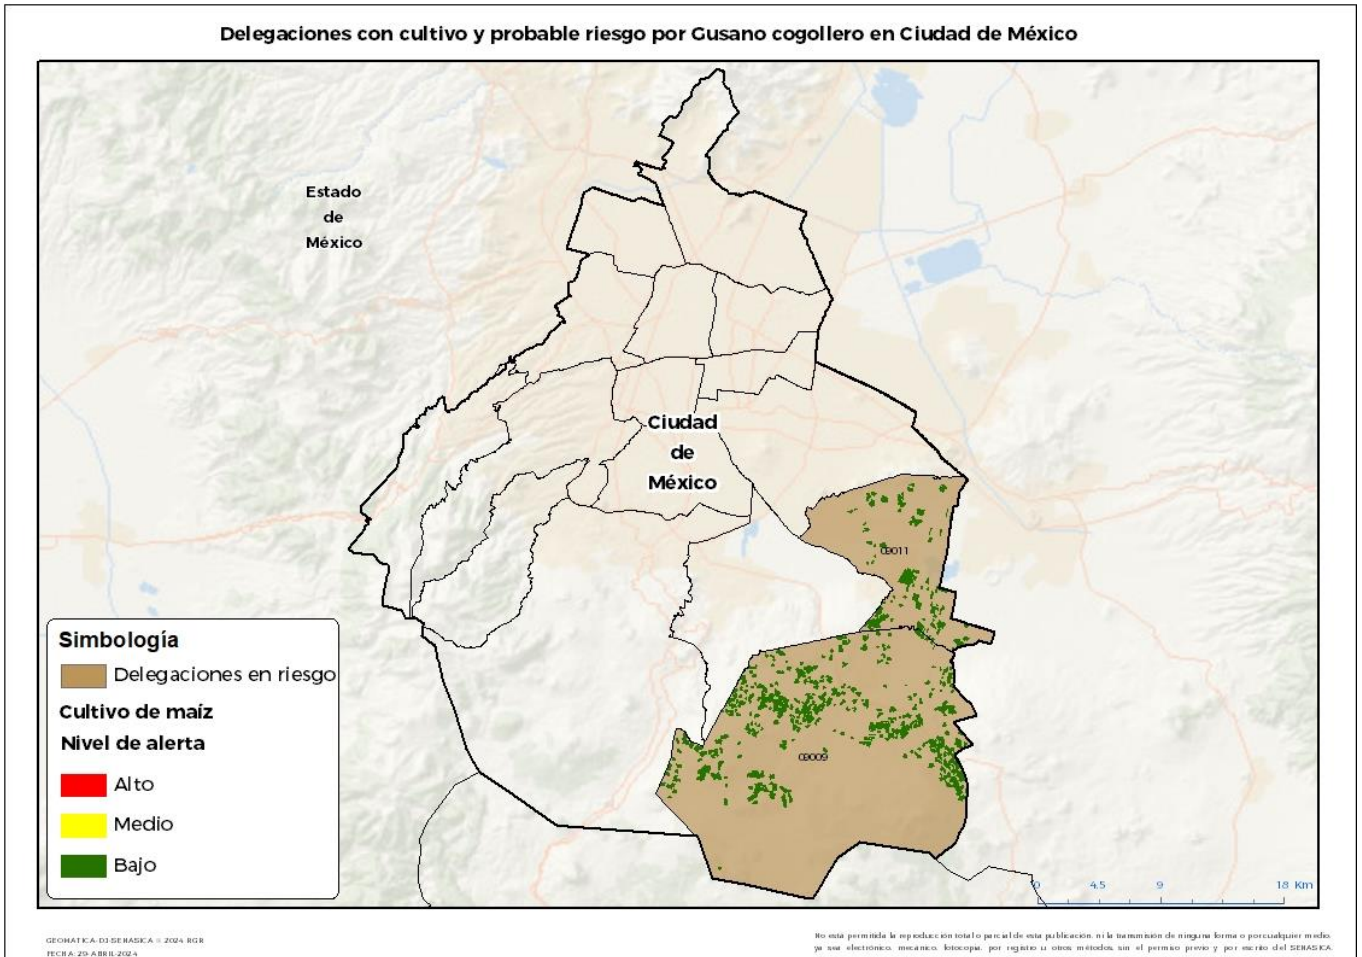 Delegaciones con cultivo y probable riesgo por Gusano cogollero en Ciudad de México
Estado
de
México
Ciudad
de
México
09011
09009
Simbología
Delegaciones en riesgo
Cultivo de maíz
Nivel de alerta
Alto
Medio
Bajo
0 4.5 9 18 Km
GEOMATICA-DJ-SENASICA © 2024 RGR
FECHA: 29-ABRIL-2024
No está permitida la reproducción total o parcial de esta publicación, ni la transmisión de ninguna forma o por cualquier medio,
ya sea electrónico, mecánico, fotocopia, por registro u otros métodos, sin el permiso previo y por escrito del SENASICA.